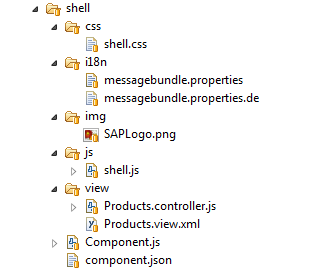 shell
css
shell.css
i18n
messagebundle.properties
messagebundle.properties.de
img
SAPLogo.png
js
shell.js
view
Products.controller.js
Products.view.xml
Component.js
component.json